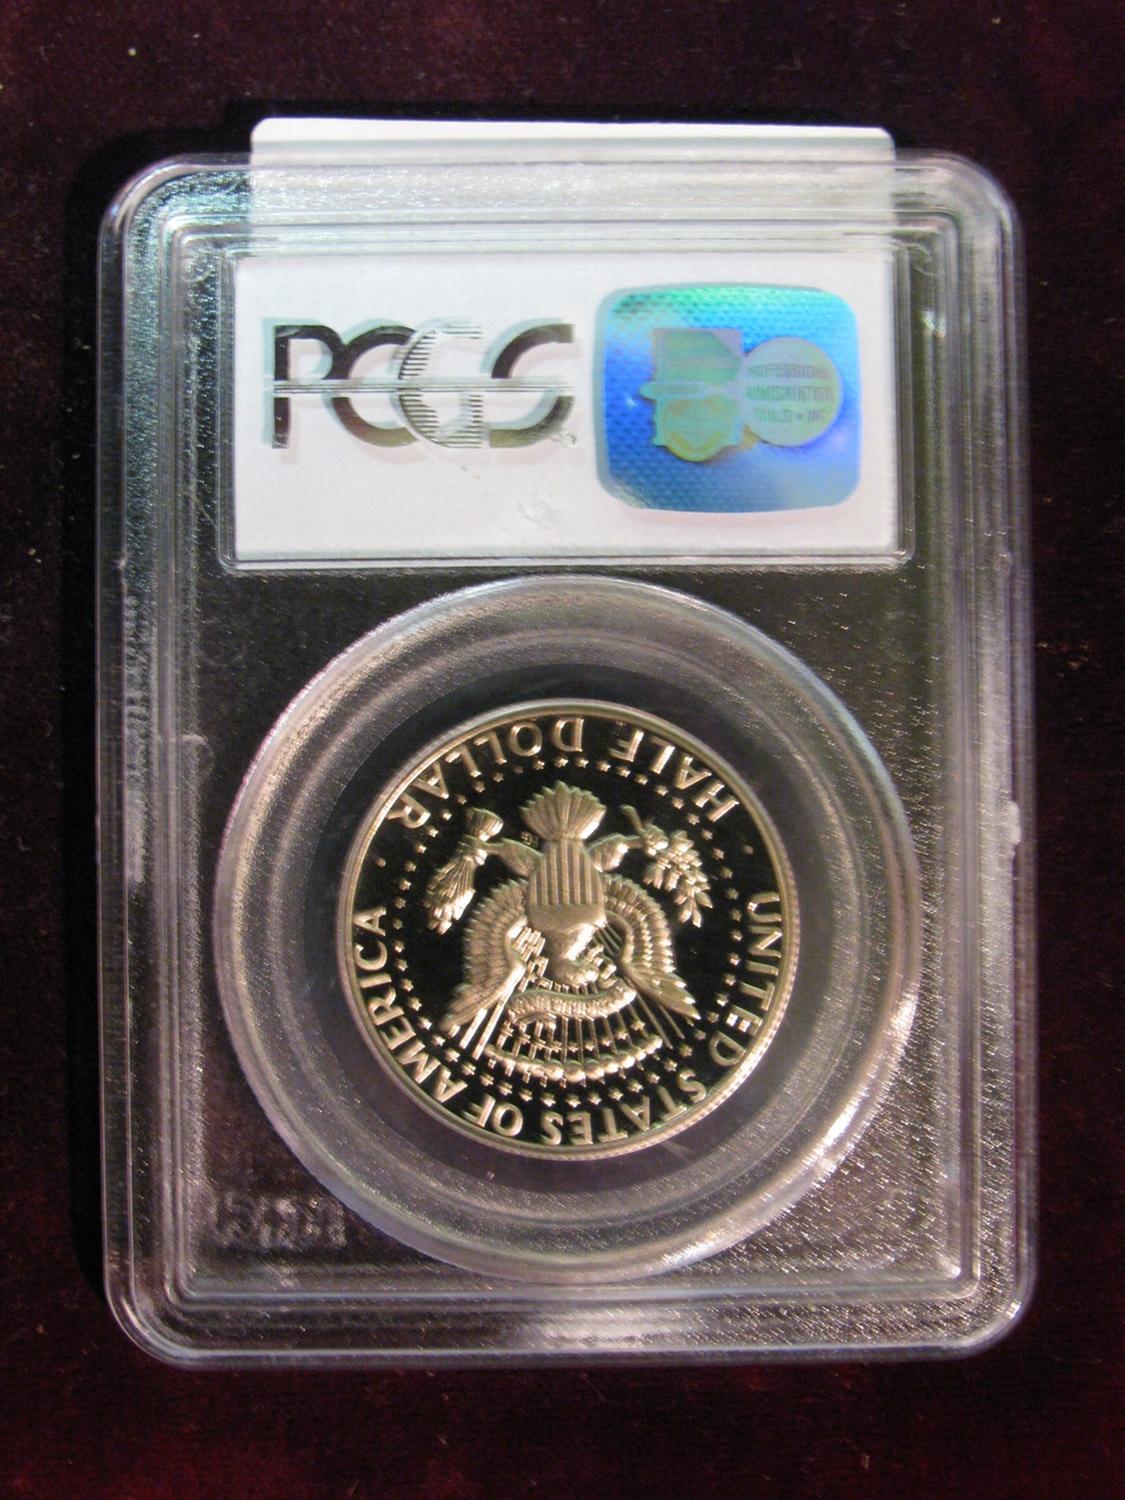 PCGS
PROFESSIONAL
NUMISMATISTS
GUILD • INC
UNITED STATES OF AMERICA
HALF DOLLAR